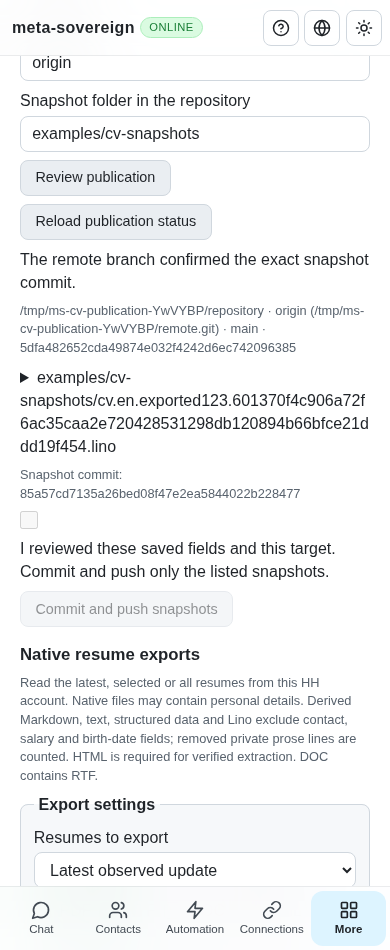 meta-sovereign ONLINE
origin
Snapshot folder in the repository
examples/cv-snapshots
Review publication
Reload publication status
The remote branch confirmed the exact snapshot
commit.
/tmp/ms-cv-publication-YwVYBP/repository · origin (/tmp/ms-
cv-publication-YwVYBP/remote.git) · main ·
5dfa482652cda49874e032f4242d6ec742096385
examples/cv-
snapshots/cv.en.exported123.601370f4c906a72f
6ac35caa2e720428531298db120894b66bfce21d
dd19f454.lino
Snapshot commit:
85a57cd7135a26bed08f47e2ea5844022b228477
I reviewed these saved fields and this target.
Commit and push only the listed snapshots.
Commit and push snapshots
Native resume exports
Read the latest, selected or all resumes from this HH
account. Native files may contain personal details. Derived
Markdown, text, structured data and Lino exclude contact,
salary and birth-date fields; removed private prose lines are
counted. HTML is required for verified extraction. DOC
contains RTF.
Export settings
Resumes to export
Latest observed update
Chat Contacts Automation Connections More